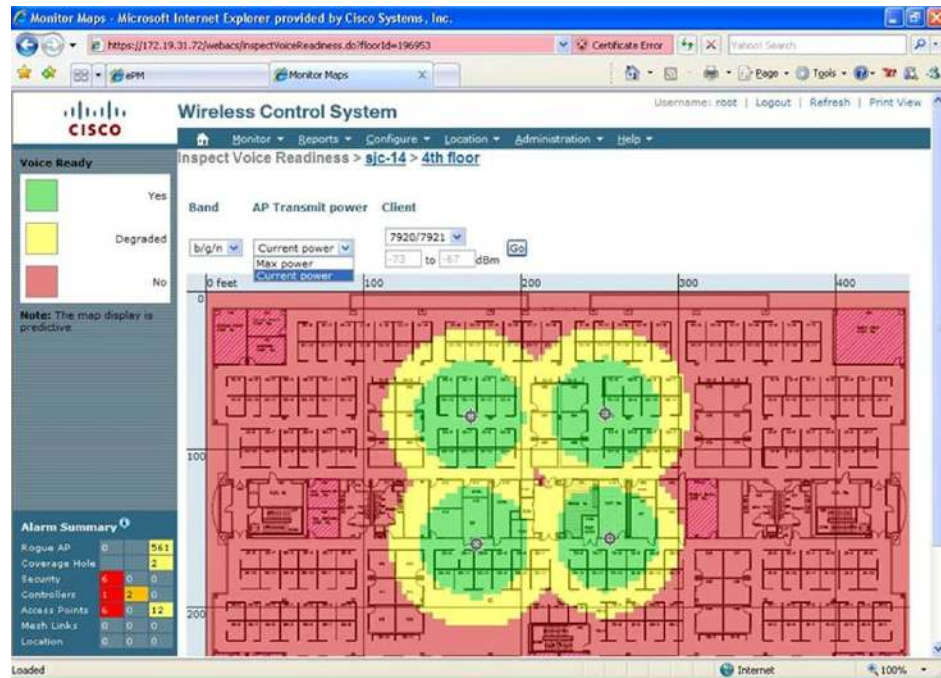 Monitor Maps - Microsoft Internet Explorer provided by Cisco Systems, Inc.
https://172.19.31.72/webacs/inspectVoiceReadiness.do?floorId=196953
Certificate Error
Yahoo! Search
ePM
Monitor Maps
Page
Tools
CISCO
Wireless Control System
Username: root | Logout | Refresh | Print View
Monitor
Reports
Configure
Location
Administration
Help
Voice Ready
Yes
Degraded
No
Note: The map display is predictive
Inspect Voice Readiness > sjc-14 > 4th floor
Band
AP Transmit power
Client
b/g/n
Current power
Max power
Current power
7920/7921
-73 to -67 dBm
Go
0 feet
100
200
300
400
0
100
200
Alarm Summary
Rogue AP 0 561
Coverage Hole 2
Security 6 0 0
Controllers 1 2 0
Access Points 6 0 12
Mesh Links 0 0 0
Location 0 0 0
Loaded
Internet
100%